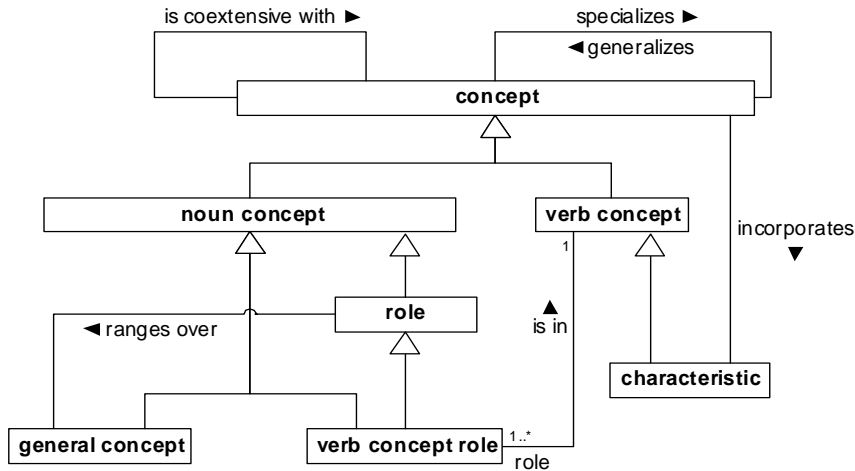 is coextensive with ►
specializes ►
◄ generalizes
concept
noun concept
verb concept
incorporates
▼
1
▲
is in
◄ ranges over
role
characteristic
general concept
verb concept role
1..*
role